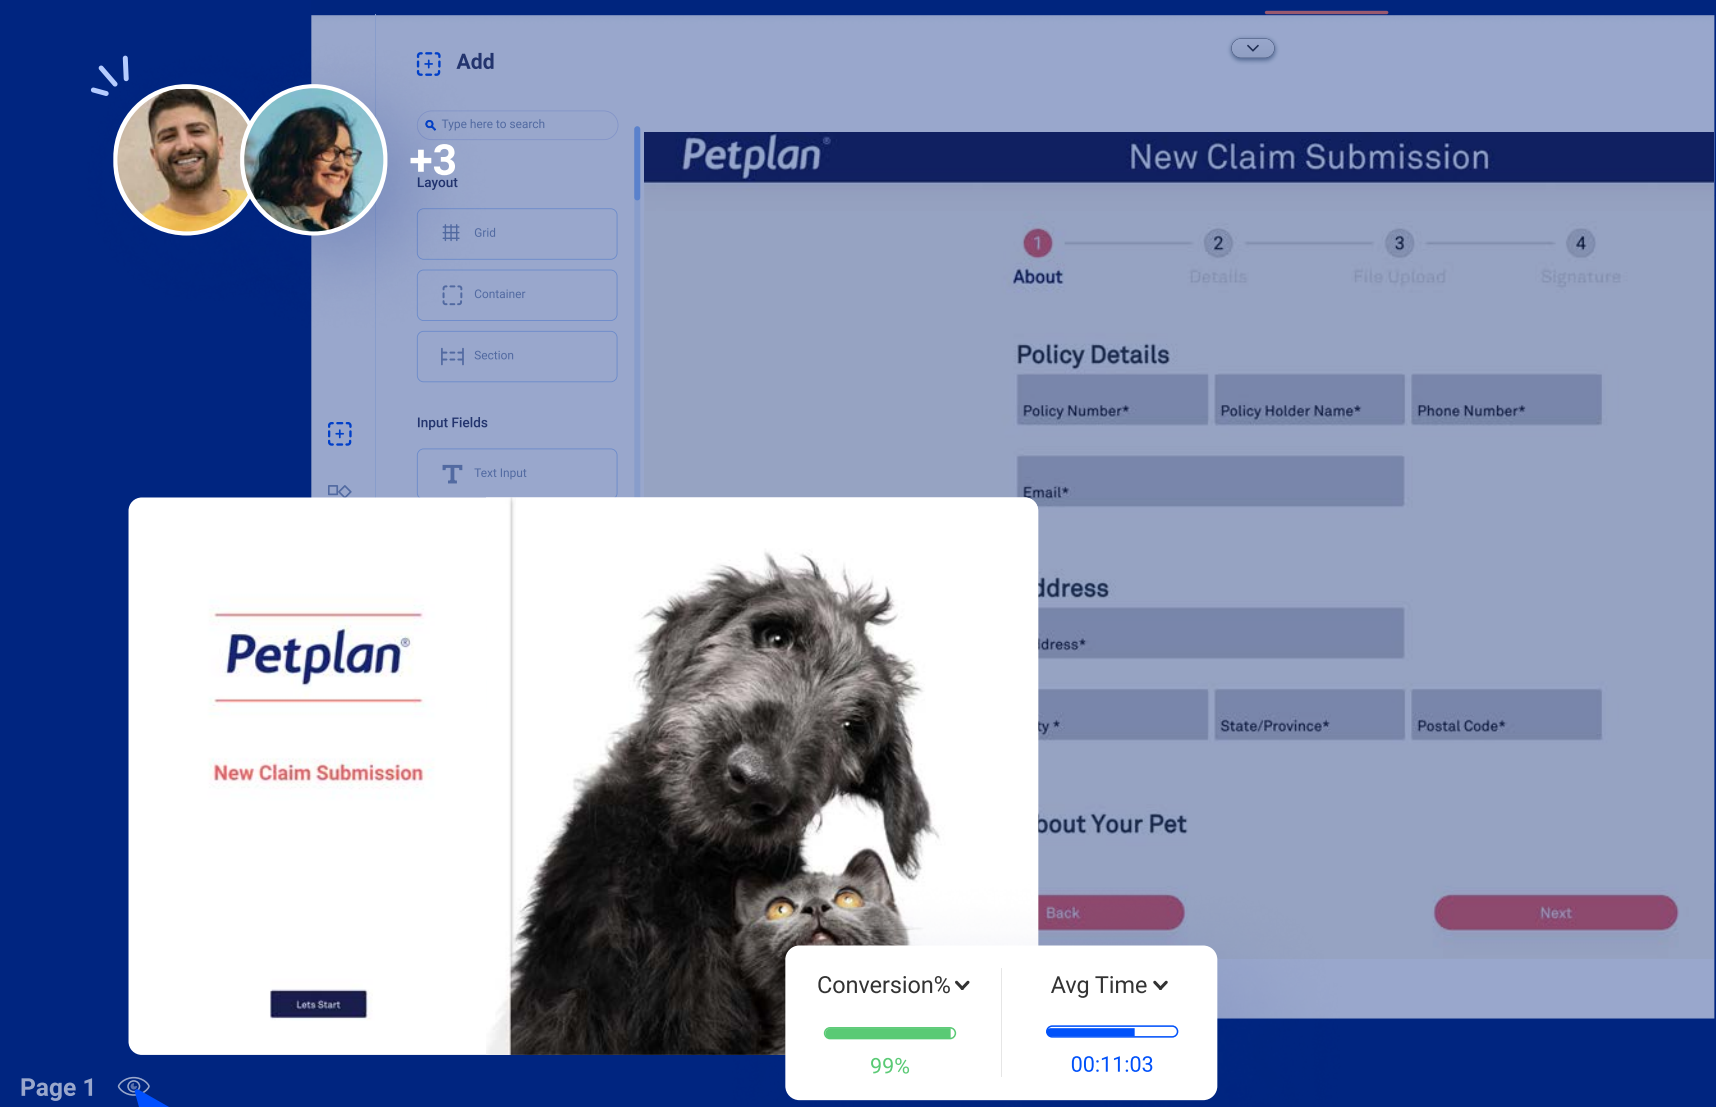 Add
Type here to search
+3
Layout
Grid
Container
Section
Input Fields
Text Input
Petplan®
New Claim Submission
1
2
3
4
About
Details
File Upload
Signature
Policy Details
Policy Number*
Policy Holder Name*
Phone Number*
Email*
ddress
dress*
ty *
State/Province*
Postal Code*
bout Your Pet
Back
Next
Petplan®
New Claim Submission
Lets Start
Conversion%
99%
Avg Time
00:11:03
Page 1